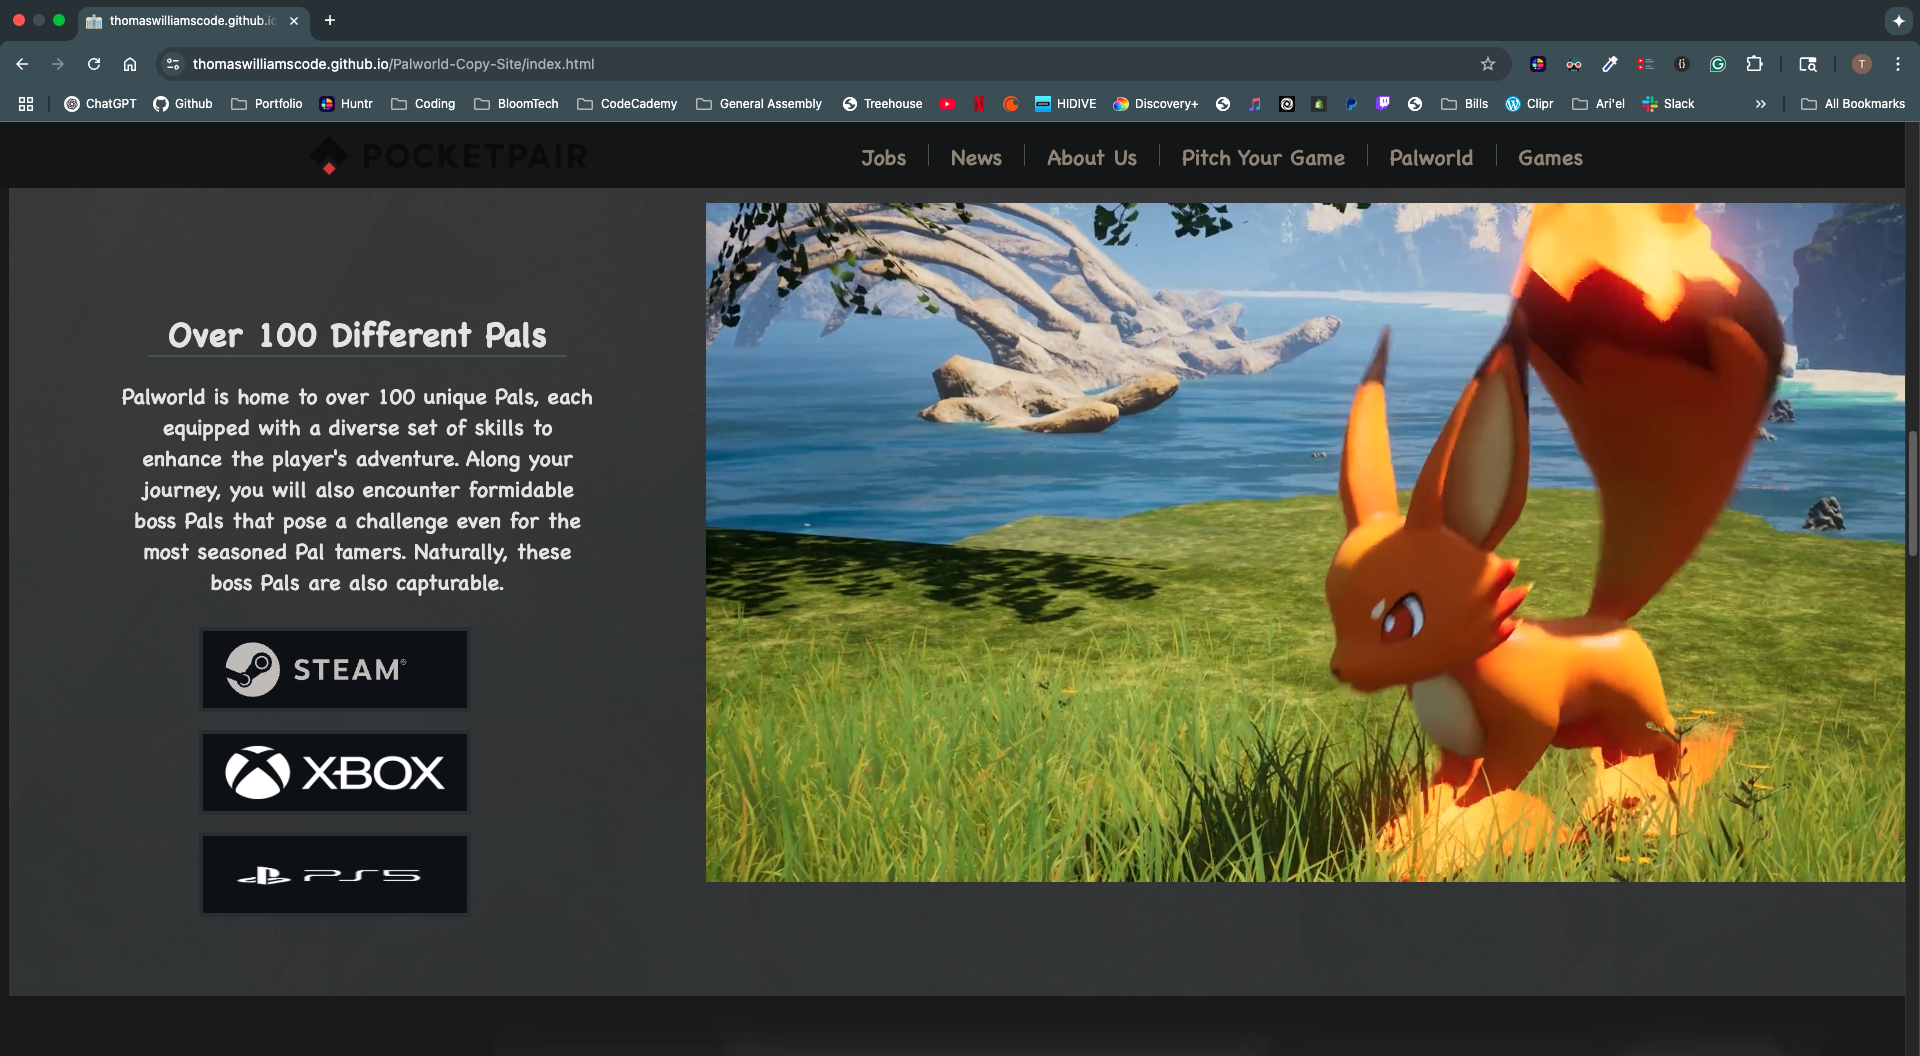 thomaswilliamscode.github.io
thomaswilliamscode.github.io/Palworld-Copy-Site/index.html
T
ChatGPT
Github
Portfolio
Huntr
Coding
BloomTech
CodeCademy
General Assembly
Treehouse
HIDIVE
Discovery+
Bills
Clipr
Ari'el
Slack
All Bookmarks
POCKETPAIR
Jobs
News
About Us
Pitch Your Game
Palworld
Games
Over 100 Different Pals
Palworld is home to over 100 unique Pals, each
equipped with a diverse set of skills to
enhance the player's adventure. Along your
journey, you will also encounter formidable
boss Pals that pose a challenge even for the
most seasoned Pal tamers. Naturally, these
boss Pals are also capturable.
STEAM®
XBOX
PS5